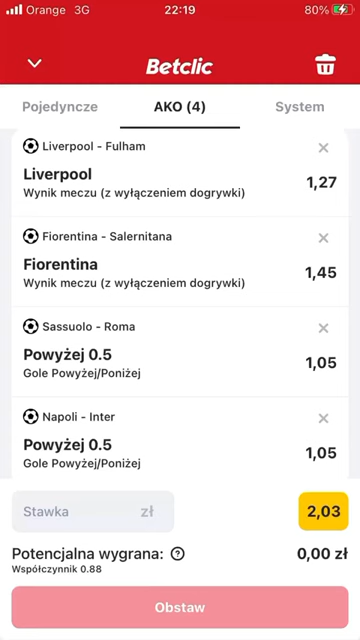 Orange 3G 22:19 80%
Betclic
Pojedyncze AKO (4) System
Liverpool - Fulham
Liverpool 1,27
Wynik meczu (z wyłączeniem dogrywki)
Fiorentina - Salernitana
Fiorentina 1,45
Wynik meczu (z wyłączeniem dogrywki)
Sassuolo - Roma
Powyżej 0.5 1,05
Gole Powyżej/Poniżej
Napoli - Inter
Powyżej 0.5 1,05
Gole Powyżej/Poniżej
Stawka zł 2,03
Potencjalna wygrana: ? 0,00 zł
Współczynnik 0.88
Obstaw